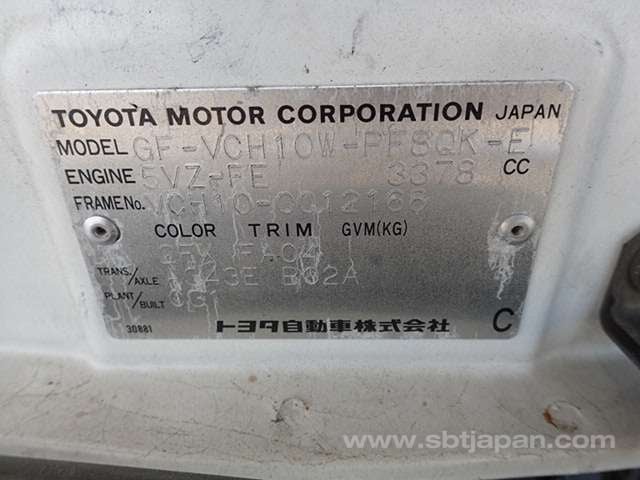 TOYOTA MOTOR CORPORATION JAPAN
MODEL GF-VCH10W-PFSQK-E
ENGINE 5VZ-FE 3378 CC
FRAME No. VCH10-0012166
COLOR TRIM GVM(KG)
FA04
TRANS./AXLE B02A
PLANT/BUILT
30881 トヨタ自動車株式会社 C
www.sbtjapan.com